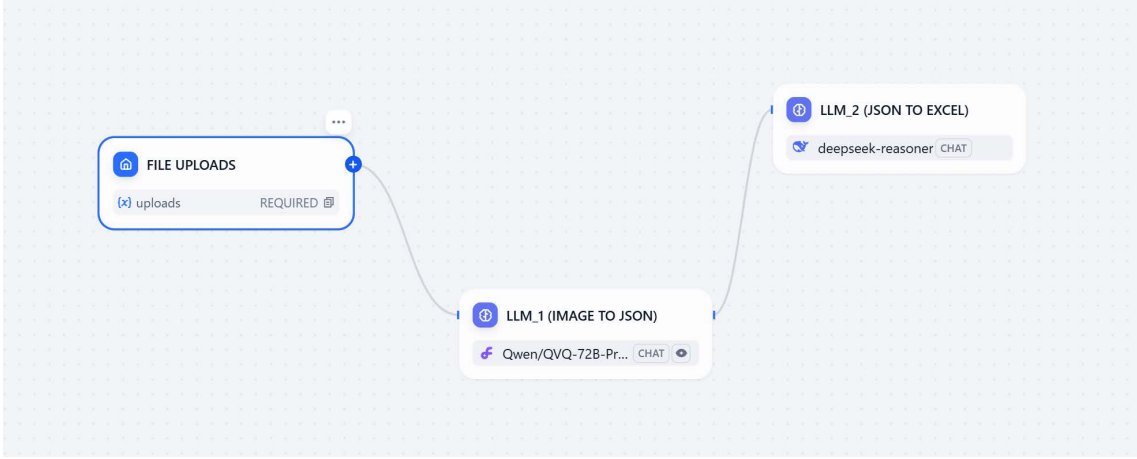 FILE UPLOADS
{x} uploads REQUIRED
LLM_1 (IMAGE TO JSON)
Qwen/QVQ-72B-Pr... CHAT
LLM_2 (JSON TO EXCEL)
deepseek-reasoner CHAT